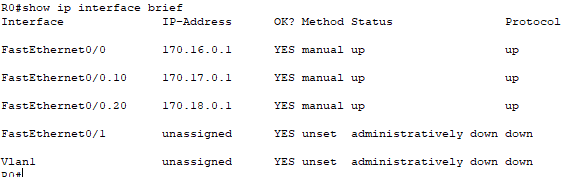 R0#show ip interface brief
Interface IP-Address OK? Method Status Protocol
FastEthernet0/0 170.16.0.1 YES manual up up
FastEthernet0/0.10 170.17.0.1 YES manual up up
FastEthernet0/0.20 170.18.0.1 YES manual up up
FastEthernet0/1 unassigned YES unset administratively down down
Vlan1 unassigned YES unset administratively down down
R0#